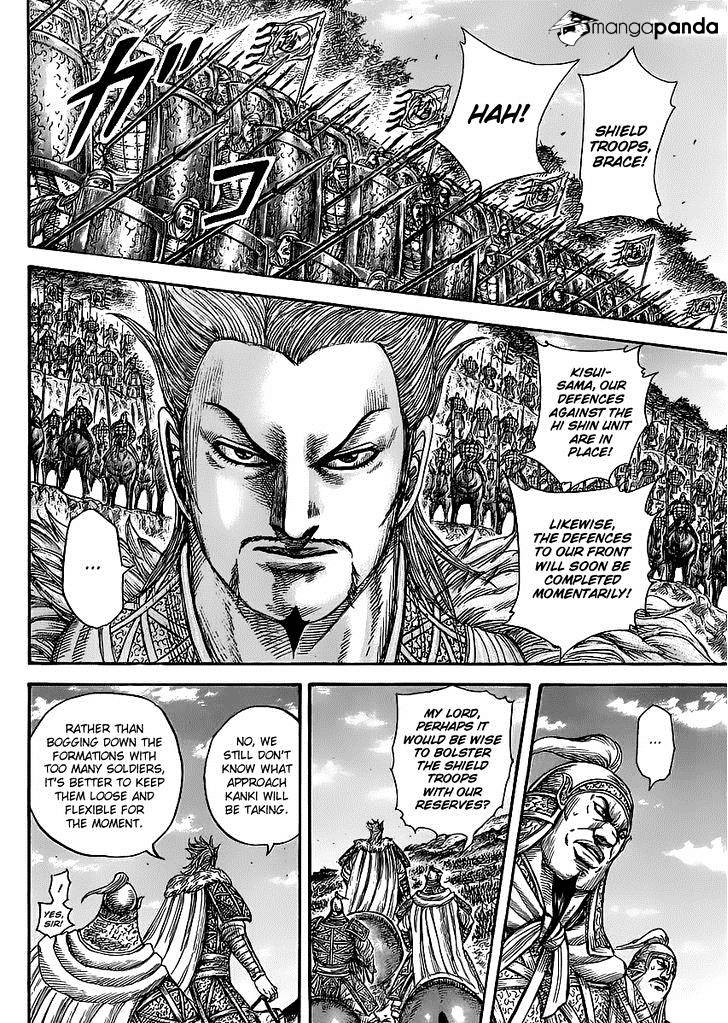 mangapanda
SHIELD
TROOPS,
BRACE!
HAH!
ガ
コ
KISUI-
SAMA, OUR
DEFENCES
AGAINST THE
HI SHIN UNIT
ARE IN
PLACE!
LIKEWISE,
THE DEFENCES
TO OUR FRONT
WILL SOON BE
COMPLETED
MOMENTARILY!
...
...
MY LORD,
PERHAPS IT
WOULD BE WISE
TO BOLSTER
THE SHIELD
TROOPS
WITH OUR
RESERVES?
NO, WE
STILL DON'T
KNOW WHAT
APPROACH
KANKI WILL
BE TAKING.
RATHER THAN
BOGGING DOWN THE
FORMATIONS WITH
TOO MANY SOLDIERS,
IT'S BETTER TO KEEP
THEM LOOSE AND
FLEXIBLE FOR
THE MOMENT.
!
YES,
SIR!